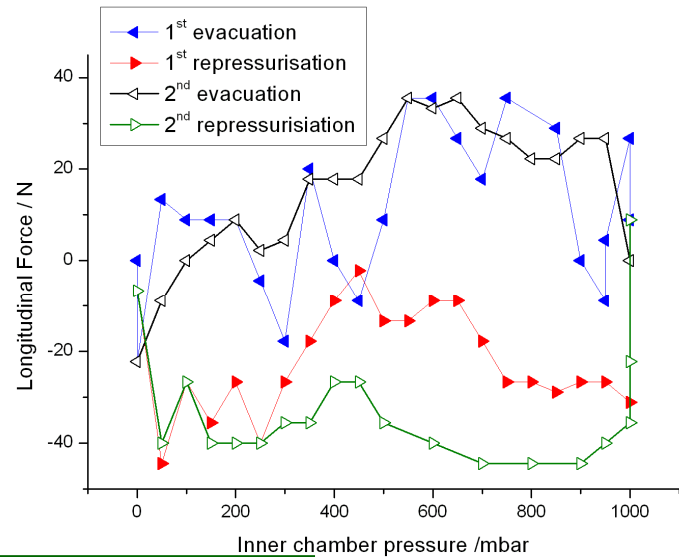 1st evacuation
1st repressurisation
2nd evacuation
2nd repressurisiation
Longitudinal Force / N
40
20
0
-20
-40
0 200 400 600 800 1000
Inner chamber pressure /mbar